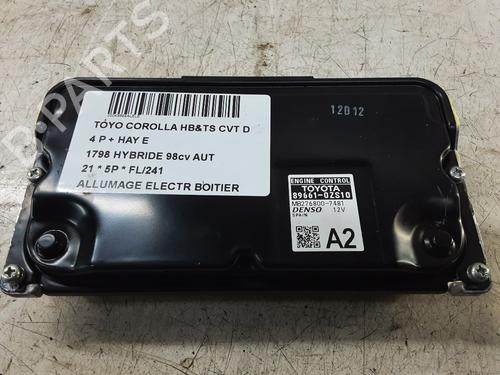 B-PARTS
12D12
TOYO COROLLA HB&TS CVT D
4 P + HAY E
1798 HYBRIDE 98cv AUT
21 * 5P * FL/241
ALLUMAGE ELECTR BOITIER
ENGINE CONTROL
TOYOTA
89661-0ZS10
MB276800-7481
DENSO 12V
SPAIN
A2